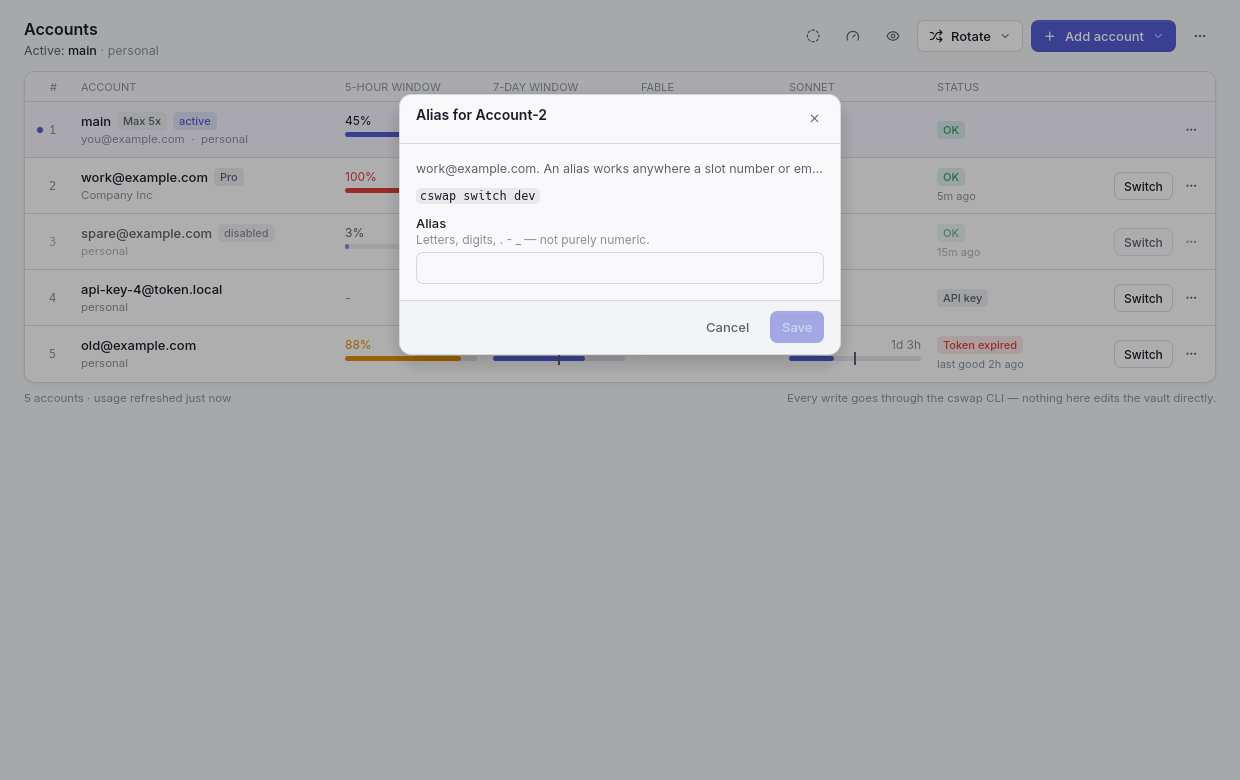 Accounts
Active: main · personal
Rotate
Add account
# ACCOUNT 5-HOUR WINDOW 7-DAY WINDOW FABLE SONNET STATUS
1 main Max 5x active 45% OK
you@example.com · personal
2 work@example.com Pro 100% OK
Company Inc 5m ago Switch
3 spare@example.com disabled 3% OK
personal 15m ago Switch
4 api-key-4@token.local - API key Switch
personal
5 old@example.com 88% 1d 3h Token expired
personal last good 2h ago Switch
5 accounts · usage refreshed just now
Every write goes through the cswap CLI — nothing here edits the vault directly.
Alias for Account-2
work@example.com. An alias works anywhere a slot number or em…
cswap switch dev
Alias
Letters, digits, . - _ — not purely numeric.
Cancel
Save